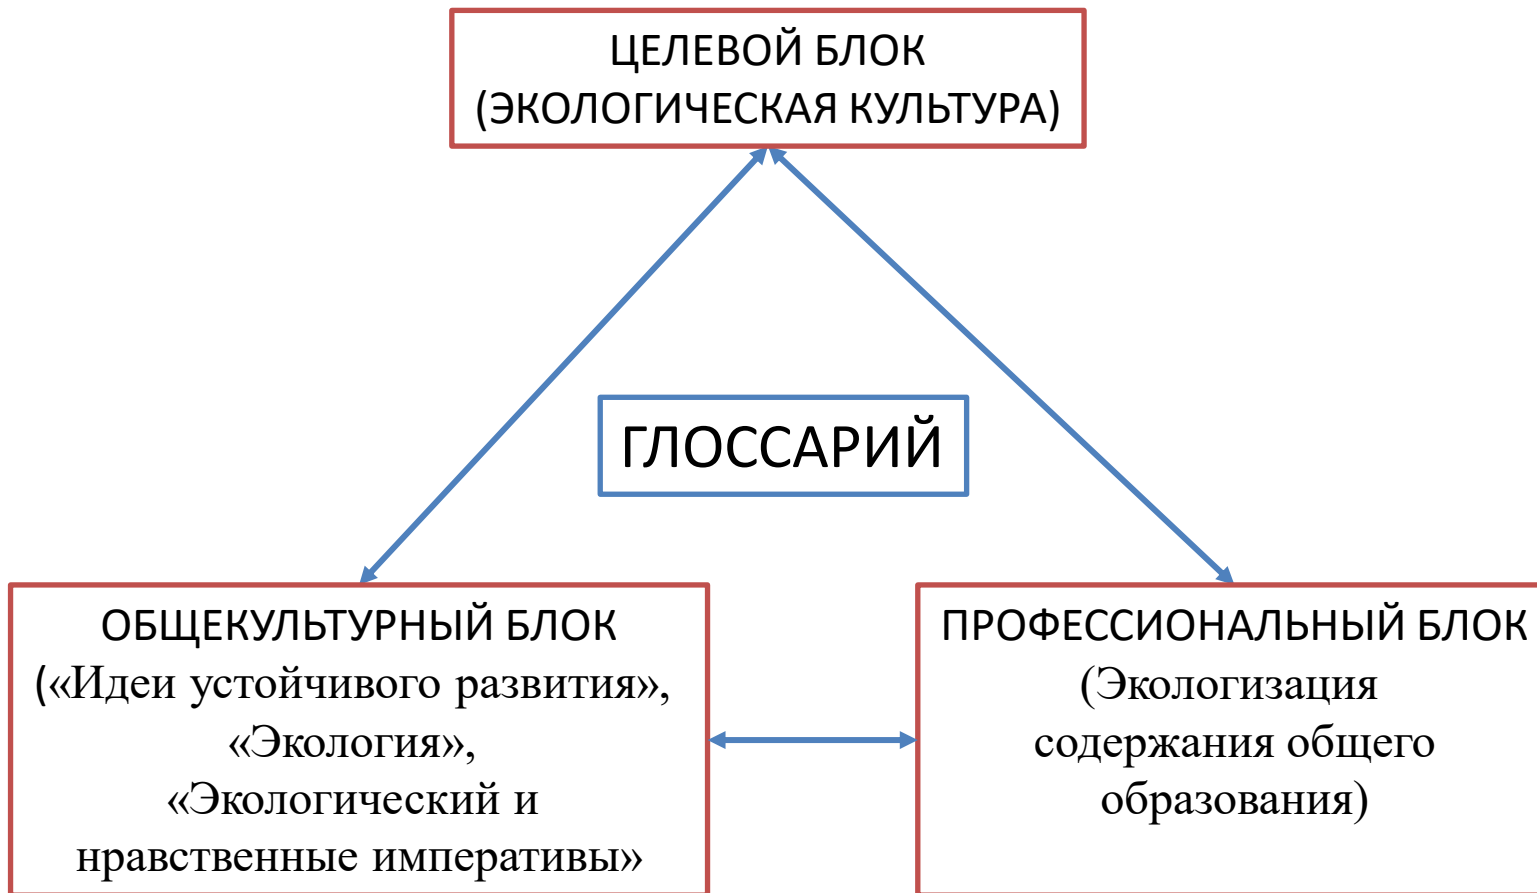 ЦЕЛЕВОЙ БЛОК
(ЭКОЛОГИЧЕСКАЯ КУЛЬТУРА)
ГЛОССАРИЙ
ОБЩЕКУЛЬТУРНЫЙ БЛОК
(«Идеи устойчивого развития»,
«Экология»,
«Экологический и
нравственные императивы»
ПРОФЕССИОНАЛЬНЫЙ БЛОК
(Экологизация
содержания общего
образования)